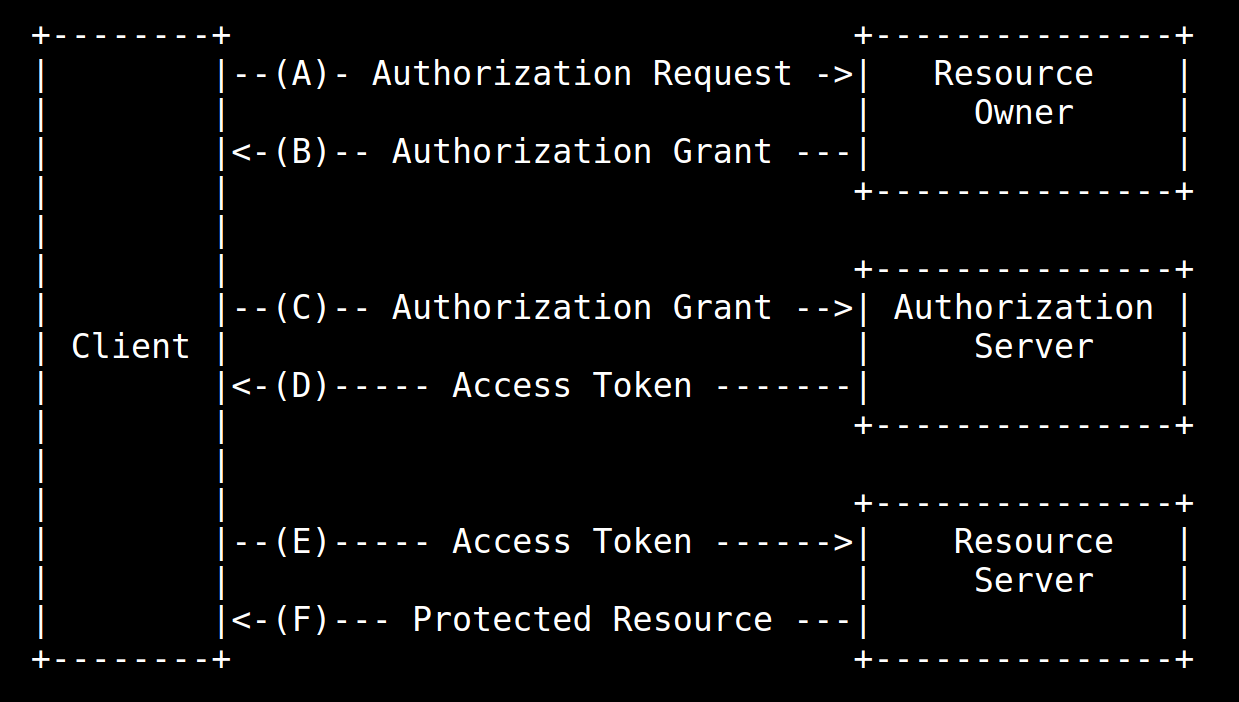 +--------+                               +---------------+
|        |--(A)- Authorization Request ->|   Resource    |
|        |                               |     Owner     |
|        |<-(B)-- Authorization Grant ---|               |
|        |                               +---------------+
|        |
|        |                               +---------------+
|        |--(C)-- Authorization Grant -->| Authorization |
| Client |                               |     Server    |
|        |<-(D)----- Access Token -------|               |
|        |                               +---------------+
|        |
|        |                               +---------------+
|        |--(E)----- Access Token ------>|    Resource   |
|        |                               |     Server    |
|        |<-(F)--- Protected Resource ---|               |
+--------+                               +---------------+